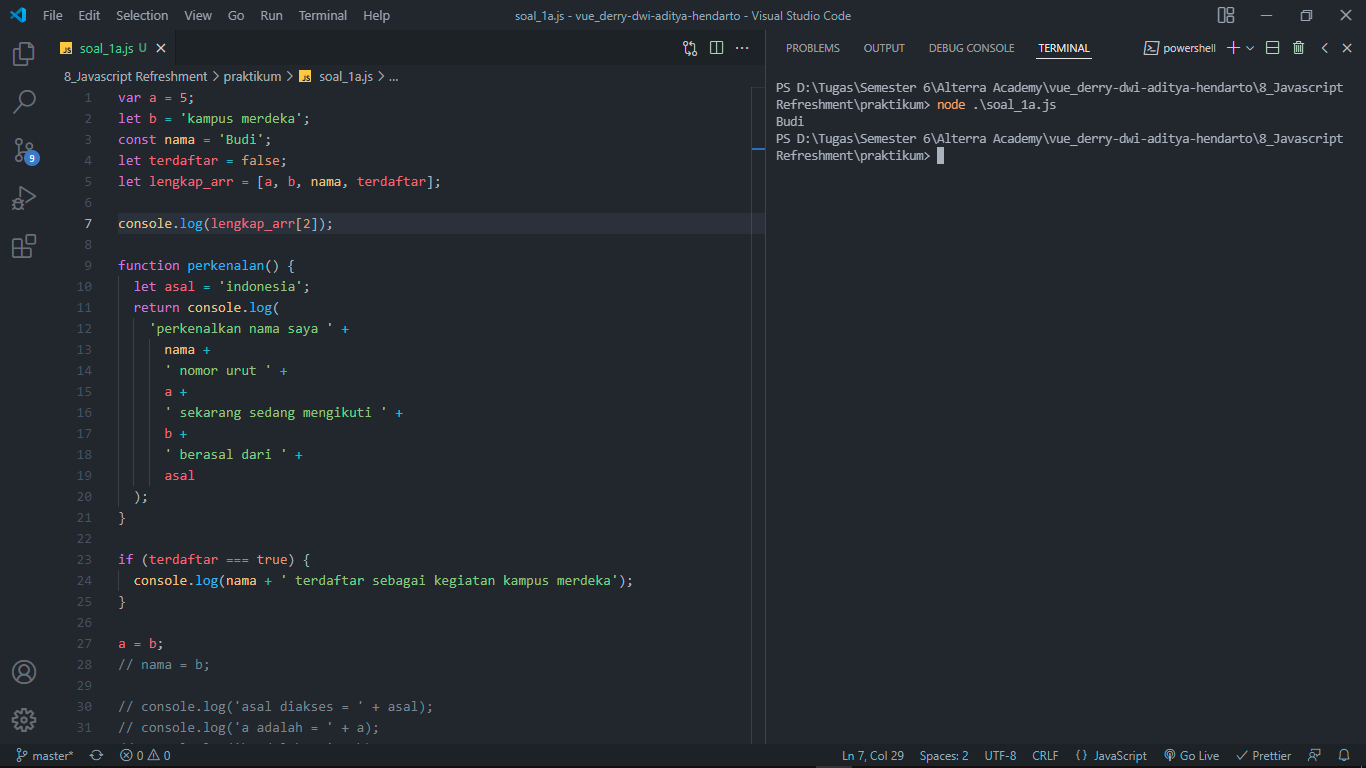 File Edit Selection View Go Run Terminal Help soal_1a.js - vue_derry-dwi-aditya-hendarto - Visual Studio Code
JS soal_1a.js U
8_Javascript Refreshment > praktikum > JS soal_1a.js > ...
1 var a = 5;
2 let b = 'kampus merdeka';
3 const nama = 'Budi';
4 let terdaftar = false;
5 let lengkap_arr = [a, b, nama, terdaftar];
6
7 console.log(lengkap_arr[2]);
8
9 function perkenalan() {
10 let asal = 'indonesia';
11 return console.log(
12 'perkenalkan nama saya ' +
13 nama +
14 ' nomor urut ' +
15 a +
16 ' sekarang sedang mengikuti ' +
17 b +
18 ' berasal dari ' +
19 asal
20 );
21 }
22
23 if (terdaftar === true) {
24 console.log(nama + ' terdaftar sebagai kegiatan kampus merdeka');
25 }
26
27 a = b;
28 // nama = b;
29
30 // console.log('asal diakses = ' + asal);
31 // console.log('a adalah = ' + a);
PROBLEMS OUTPUT DEBUG CONSOLE TERMINAL powershell
PS D:\Tugas\Semester 6\Alterra Academy\vue_derry-dwi-aditya-hendarto\8_Javascript
Refreshment\praktikum> node .\soal_1a.js
Budi
PS D:\Tugas\Semester 6\Alterra Academy\vue_derry-dwi-aditya-hendarto\8_Javascript
Refreshment\praktikum>
9
master* 0 0 Ln 7, Col 29 Spaces: 2 UTF-8 CRLF {} JavaScript Go Live Prettier